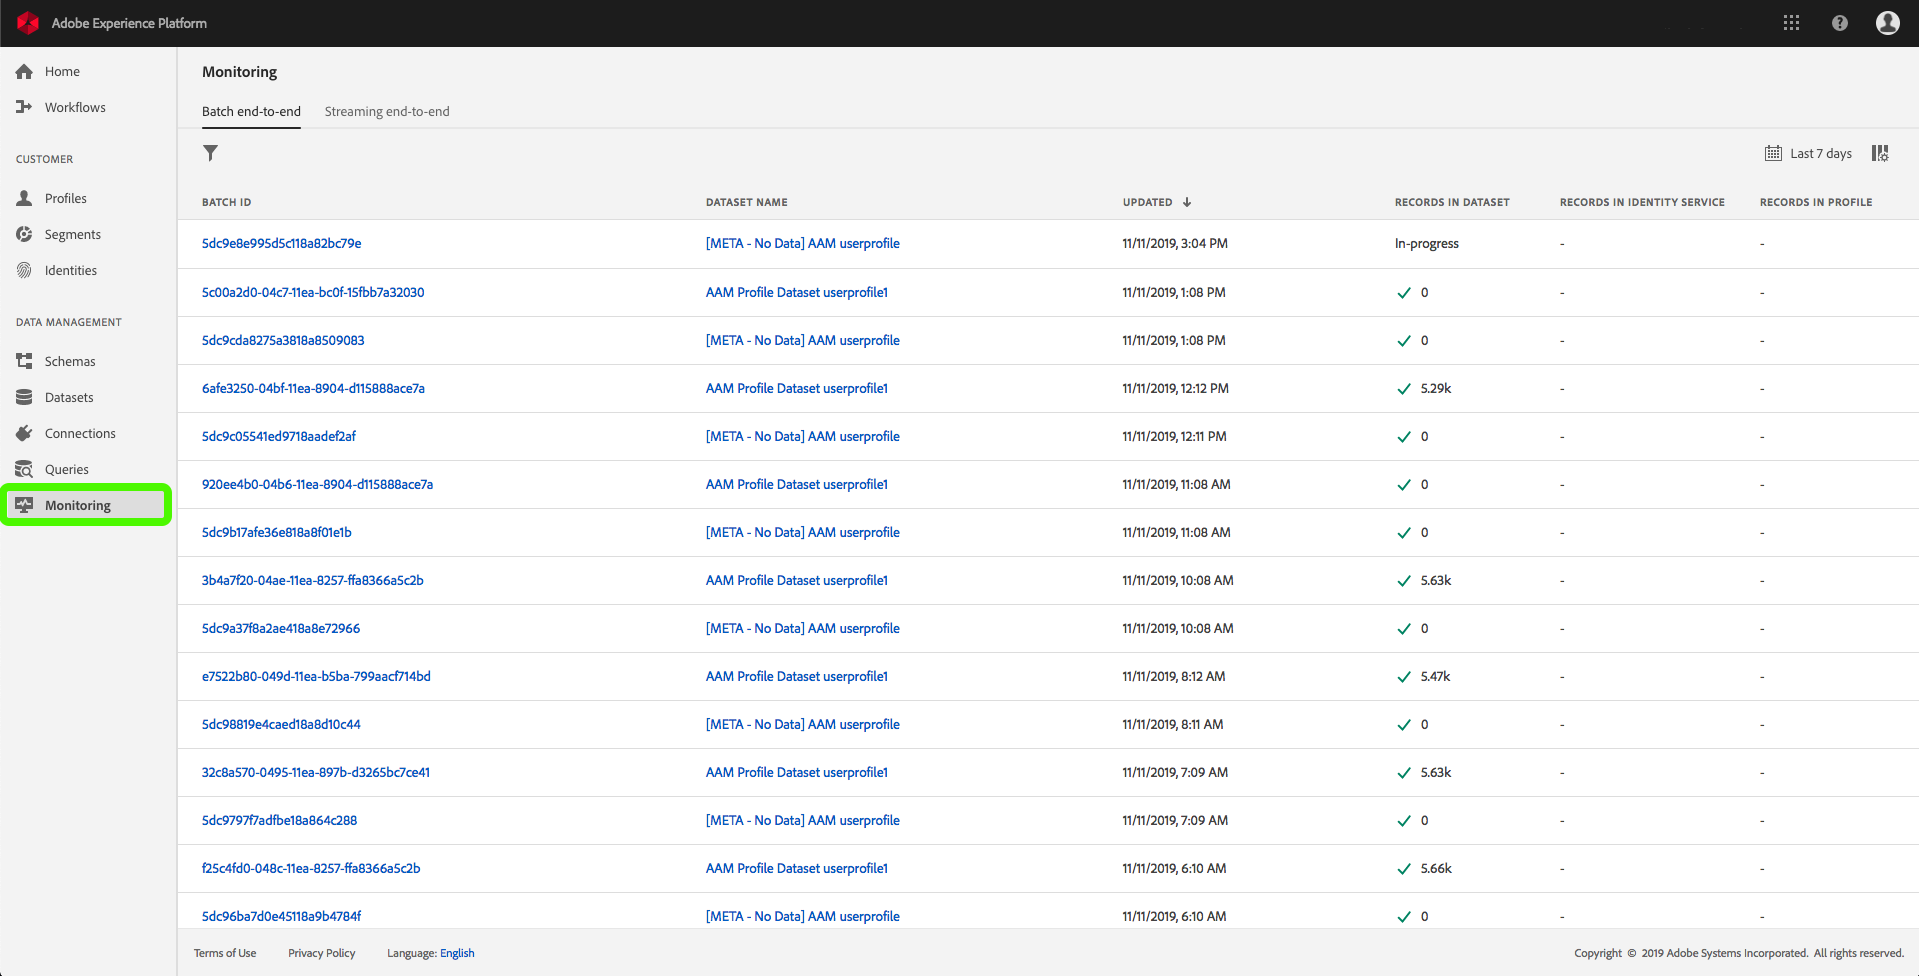 Adobe Experience Platform
Home
Workflows
CUSTOMER
Profiles
Segments
Identities
DATA MANAGEMENT
Schemas
Datasets
Connections
Queries
Monitoring
Monitoring
Batch end-to-end Streaming end-to-end
Last 7 days
BATCH ID DATASET NAME UPDATED ↓ RECORDS IN DATASET RECORDS IN IDENTITY SERVICE RECORDS IN PROFILE
5dc9e8e995d5c118a82bc79e [META - No Data] AAM userprofile 11/11/2019, 3:04 PM In-progress - -
5c00a2d0-04c7-11ea-bc0f-15fbb7a32030 AAM Profile Dataset userprofile1 11/11/2019, 1:08 PM ✓ 0 - -
5dc9cda8275a3818a8509083 [META - No Data] AAM userprofile 11/11/2019, 1:08 PM ✓ 0 - -
6afe3250-04bf-11ea-8904-d115888ace7a AAM Profile Dataset userprofile1 11/11/2019, 12:12 PM ✓ 5.29k - -
5dc9c05541ed9718aadef2af [META - No Data] AAM userprofile 11/11/2019, 12:11 PM ✓ 0 - -
920ee4b0-04b6-11ea-8904-d115888ace7a AAM Profile Dataset userprofile1 11/11/2019, 11:08 AM ✓ 0 - -
5dc9b17afe36e818a8f01e1b [META - No Data] AAM userprofile 11/11/2019, 11:08 AM ✓ 0 - -
3b4a7f20-04ae-11ea-8257-ffa8366a5c2b AAM Profile Dataset userprofile1 11/11/2019, 10:08 AM ✓ 5.63k - -
5dc9a37f8a2ae418a8e72966 [META - No Data] AAM userprofile 11/11/2019, 10:08 AM ✓ 0 - -
e7522b80-049d-11ea-b5ba-799aacf714bd AAM Profile Dataset userprofile1 11/11/2019, 8:12 AM ✓ 5.47k - -
5dc98819e4caed18a8d10c44 [META - No Data] AAM userprofile 11/11/2019, 8:11 AM ✓ 0 - -
32c8a570-0495-11ea-897b-d3265bc7ce41 AAM Profile Dataset userprofile1 11/11/2019, 7:09 AM ✓ 5.63k - -
5dc9797f7adfbe18a864c288 [META - No Data] AAM userprofile 11/11/2019, 7:09 AM ✓ 0 - -
f25c4fd0-048c-11ea-8257-ffa8366a5c2b AAM Profile Dataset userprofile1 11/11/2019, 6:10 AM ✓ 5.66k - -
5dc96ba7d0e45118a9b4784f [META - No Data] AAM userprofile 11/11/2019, 6:10 AM ✓ 0 - -
Terms of Use Privacy Policy Language: English Copyright © 2019 Adobe Systems Incorporated. All rights reserved.